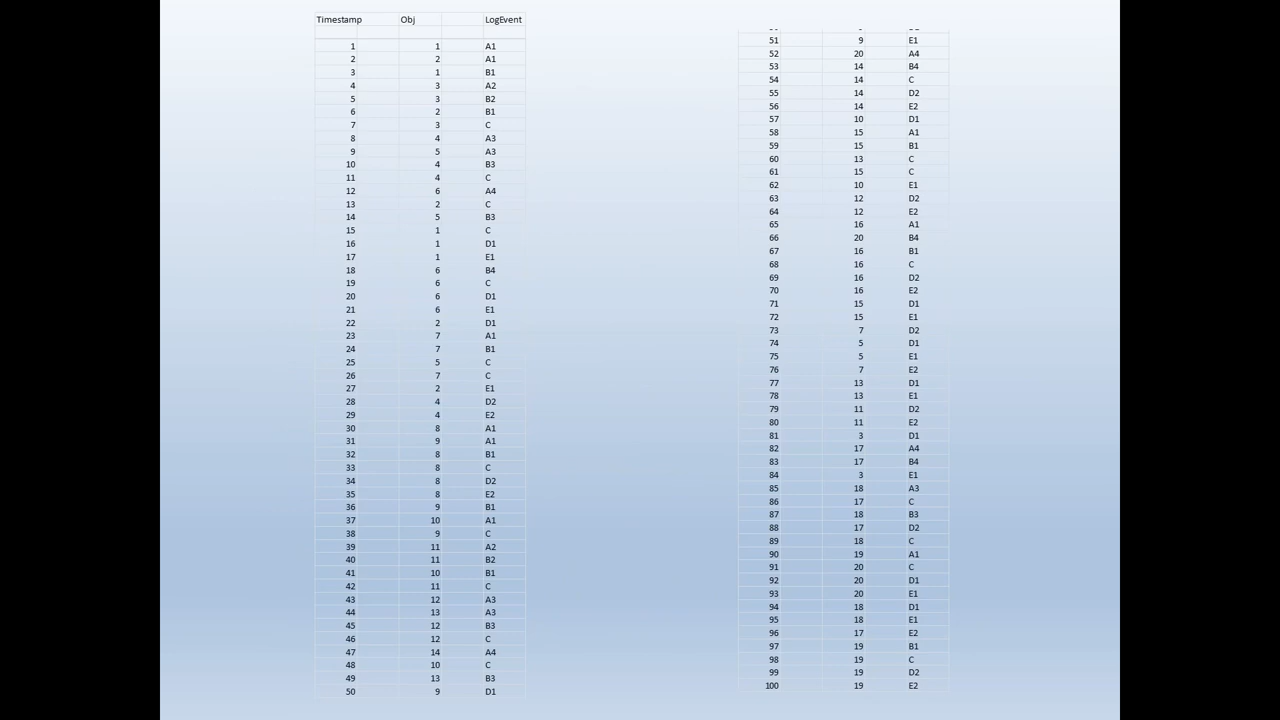 Timestamp Obj LogEvent
1 1 A1
2 2 A1
3 1 B1
4 3 A2
5 3 B2
6 2 B1
7 3 C
8 4 A3
9 5 A3
10 4 B3
11 4 C
12 6 A4
13 2 C
14 5 B3
15 1 C
16 1 D1
17 1 E1
18 6 B4
19 6 C
20 6 D1
21 6 E1
22 2 D1
23 7 A1
24 7 B1
25 5 C
26 7 C
27 2 E1
28 4 D2
29 4 E2
30 8 A1
31 9 A1
32 8 B1
33 8 C
34 8 D2
35 8 E2
36 9 B1
37 10 A1
38 9 C
39 11 A2
40 11 B2
41 10 B1
42 11 C
43 12 A3
44 13 A3
45 12 B3
46 12 C
47 14 A4
48 10 C
49 13 B3
50 9 D1
51 9 E1
52 20 A4
53 14 B4
54 14 C
55 14 D2
56 14 E2
57 10 D1
58 15 A1
59 15 B1
60 13 C
61 15 C
62 10 E1
63 12 D2
64 12 E2
65 16 A1
66 20 B4
67 16 B1
68 16 C
69 16 D2
70 16 E2
71 15 D1
72 15 E1
73 7 D2
74 5 D1
75 5 E1
76 7 E2
77 13 D1
78 13 E1
79 11 D2
80 11 E2
81 3 D1
82 17 A4
83 17 B4
84 3 E1
85 18 A3
86 17 C
87 18 B3
88 17 D2
89 18 C
90 19 A1
91 20 C
92 20 D1
93 20 E1
94 18 D1
95 18 E1
96 17 E2
97 19 B1
98 19 C
99 19 D2
100 19 E2